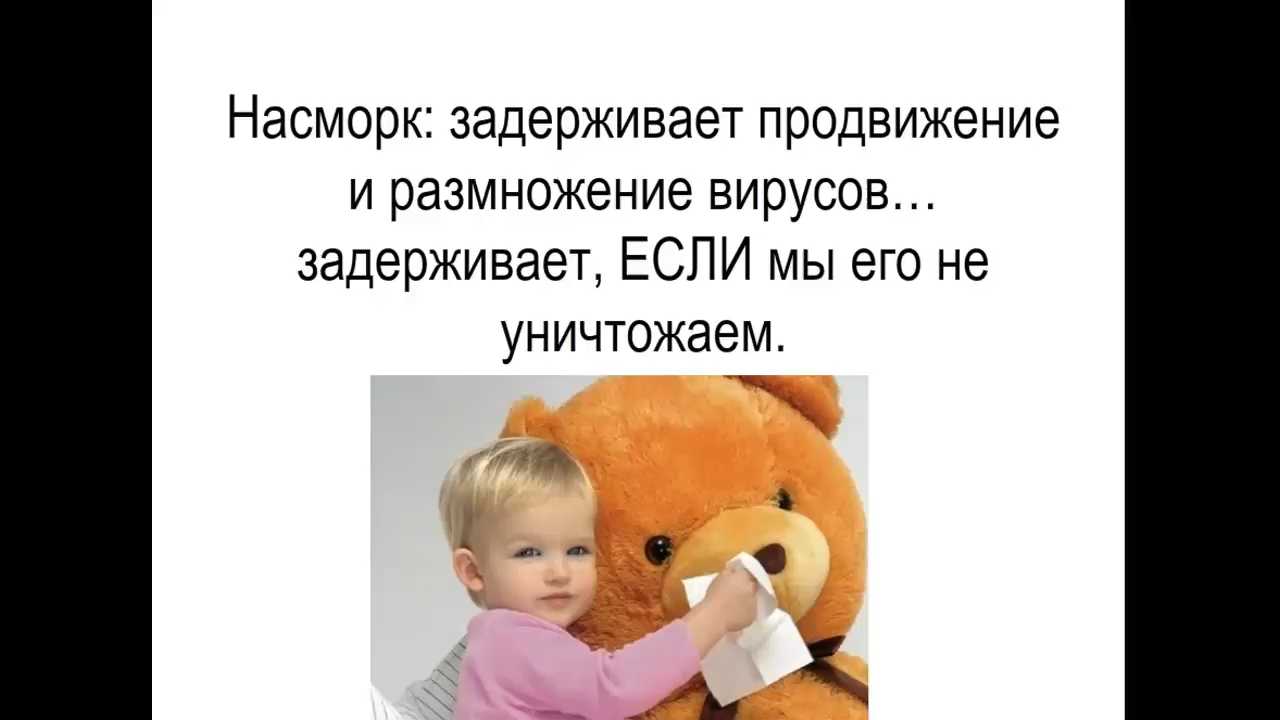 Насморк: задерживает продвижение
и размножение вирусов…
задерживает, ЕСЛИ мы его не
уничтожаем.